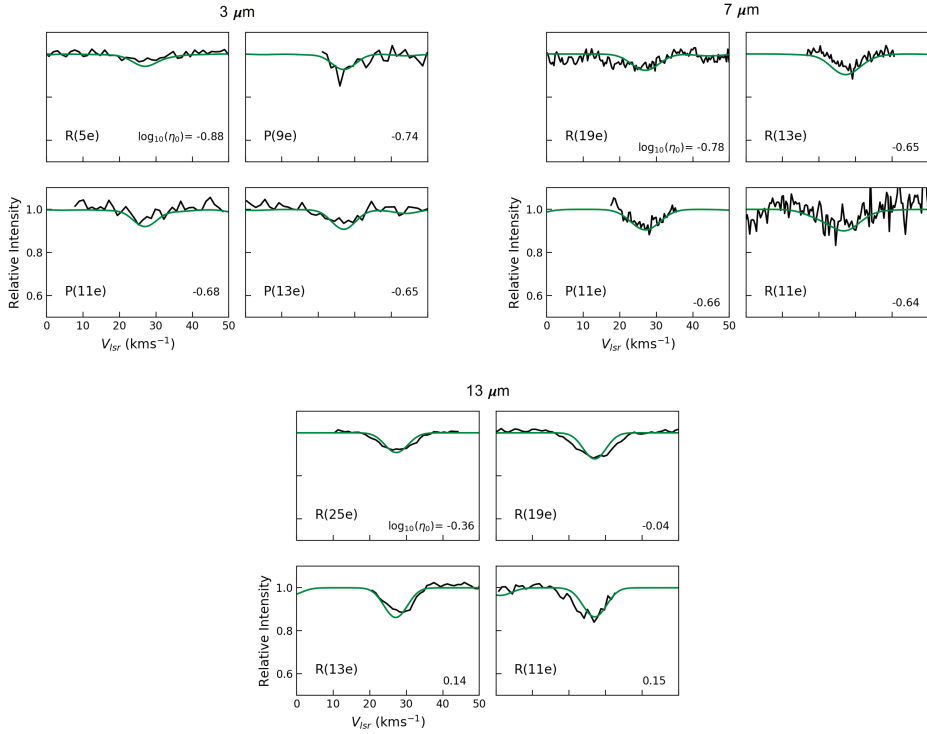 3 μm
7 μm
R(5e) log₁₀(η₀)= -0.88
P(9e) -0.74
R(19e) log₁₀(η₀)= -0.78
R(13e) -0.65
Relative Intensity
1.0
0.8
0.6
P(11e) -0.68
P(13e) -0.65
P(11e) -0.66
R(11e) -0.64
0 10 20 30 40 50
V_lsr (kms⁻¹)
Relative Intensity
1.0
0.8
0.6
0 10 20 30 40 50
V_lsr (kms⁻¹)
13 μm
R(25e) log₁₀(η₀)= -0.36
R(19e) -0.04
Relative Intensity
1.0
0.8
0.6
R(13e) 0.14
R(11e) 0.15
0 10 20 30 40 50
V_lsr (kms⁻¹)